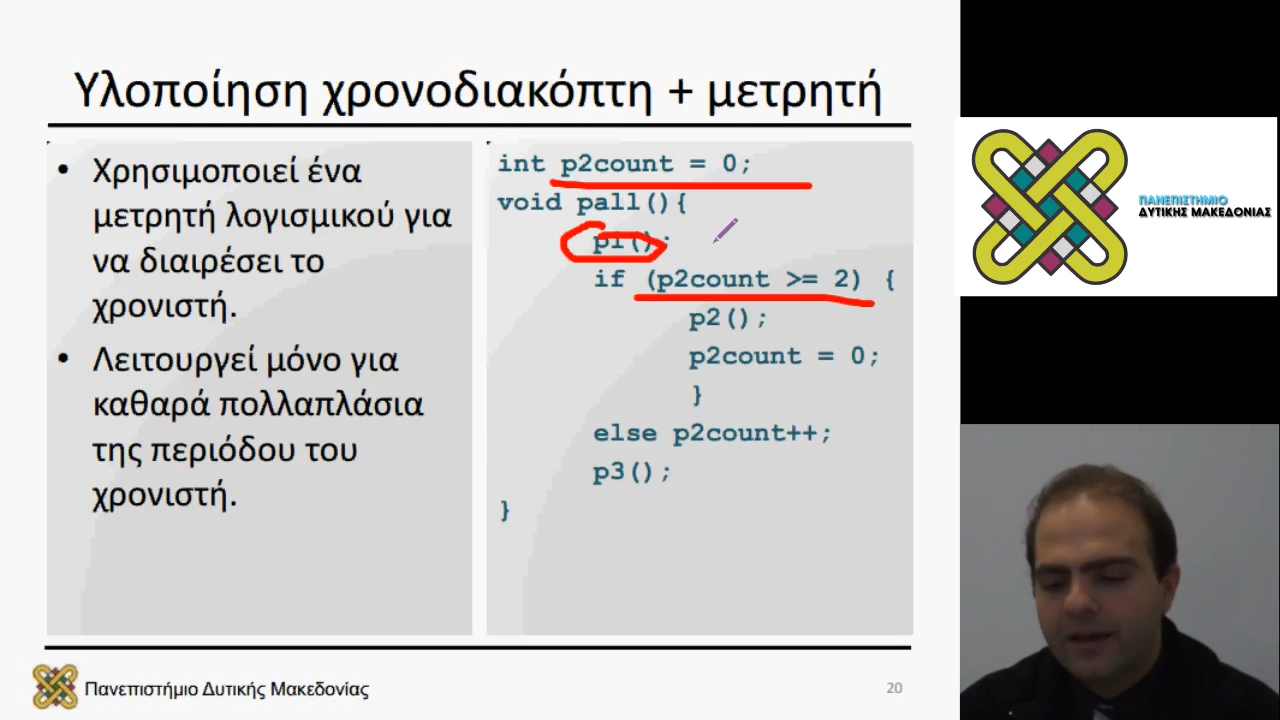 Υλοποίηση χρονοδιακόπτη + μετρητή
• Χρησιμοποιεί ένα
μετρητή λογισμικού για
να διαιρέσει το
χρονιστή.
• Λειτουργεί μόνο για
καθαρά πολλαπλάσια
της περιόδου του
χρονιστή.
int p2count = 0;
void pall(){
p1();
if (p2count >= 2) {
p2();
p2count = 0;
}
else p2count++;
p3();
}
Πανεπιστήμιο Δυτικής Μακεδονίας
20
ΠΑΝΕΠΙΣΤΗΜΙΟ
ΔΥΤΙΚΗΣ ΜΑΚΕΔΟΝΙΑΣ